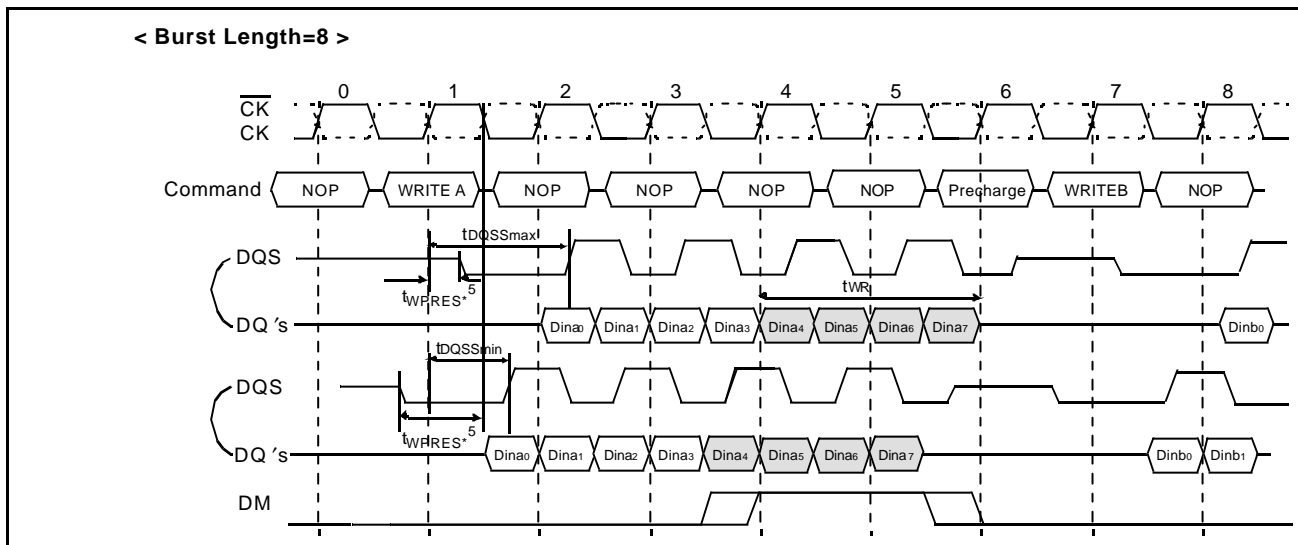 < Burst Length=8 >
0 1 2 3 4 5 6 7 8
CK
CK
Command NOP WRITE A NOP NOP NOP NOP Precharge WRITEB NOP
tDQSSmax
DQS
tWPRES*5
tWR
DQ's Dina0 Dina1 Dina2 Dina3 Dina4 Dina5 Dina6 Dina7 Dinb0
tDQSSmin
DQS
tWPRES*5
DQ's Dina0 Dina1 Dina2 Dina3 Dina4 Dina5 Dina6 Dina7 Dinb0 Dinb1
DM